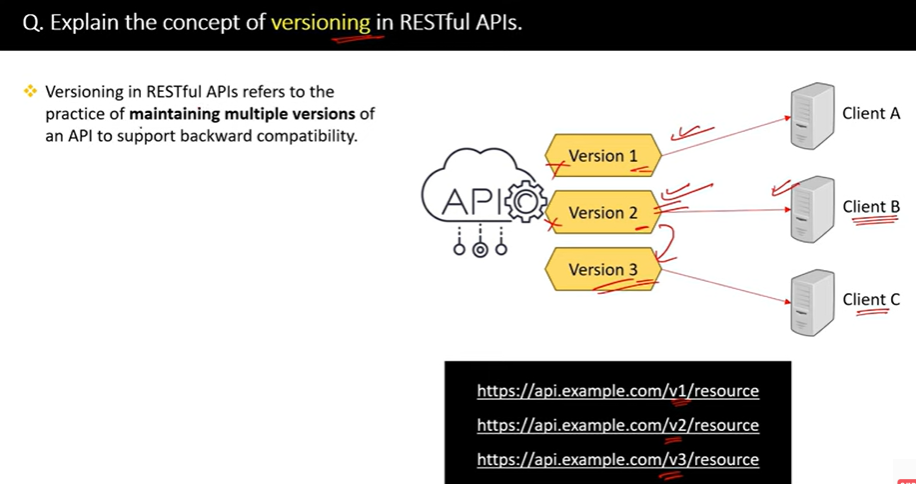 Q. Explain the concept of versioning in RESTful APIs.
Versioning in RESTful APIs refers to the
practice of maintaining multiple versions of
an API to support backward compatibility.
API
Version 1
Version 2
Version 3
Client A
Client B
Client C
https://api.example.com/v1/resource
https://api.example.com/v2/resource
https://api.example.com/v3/resource